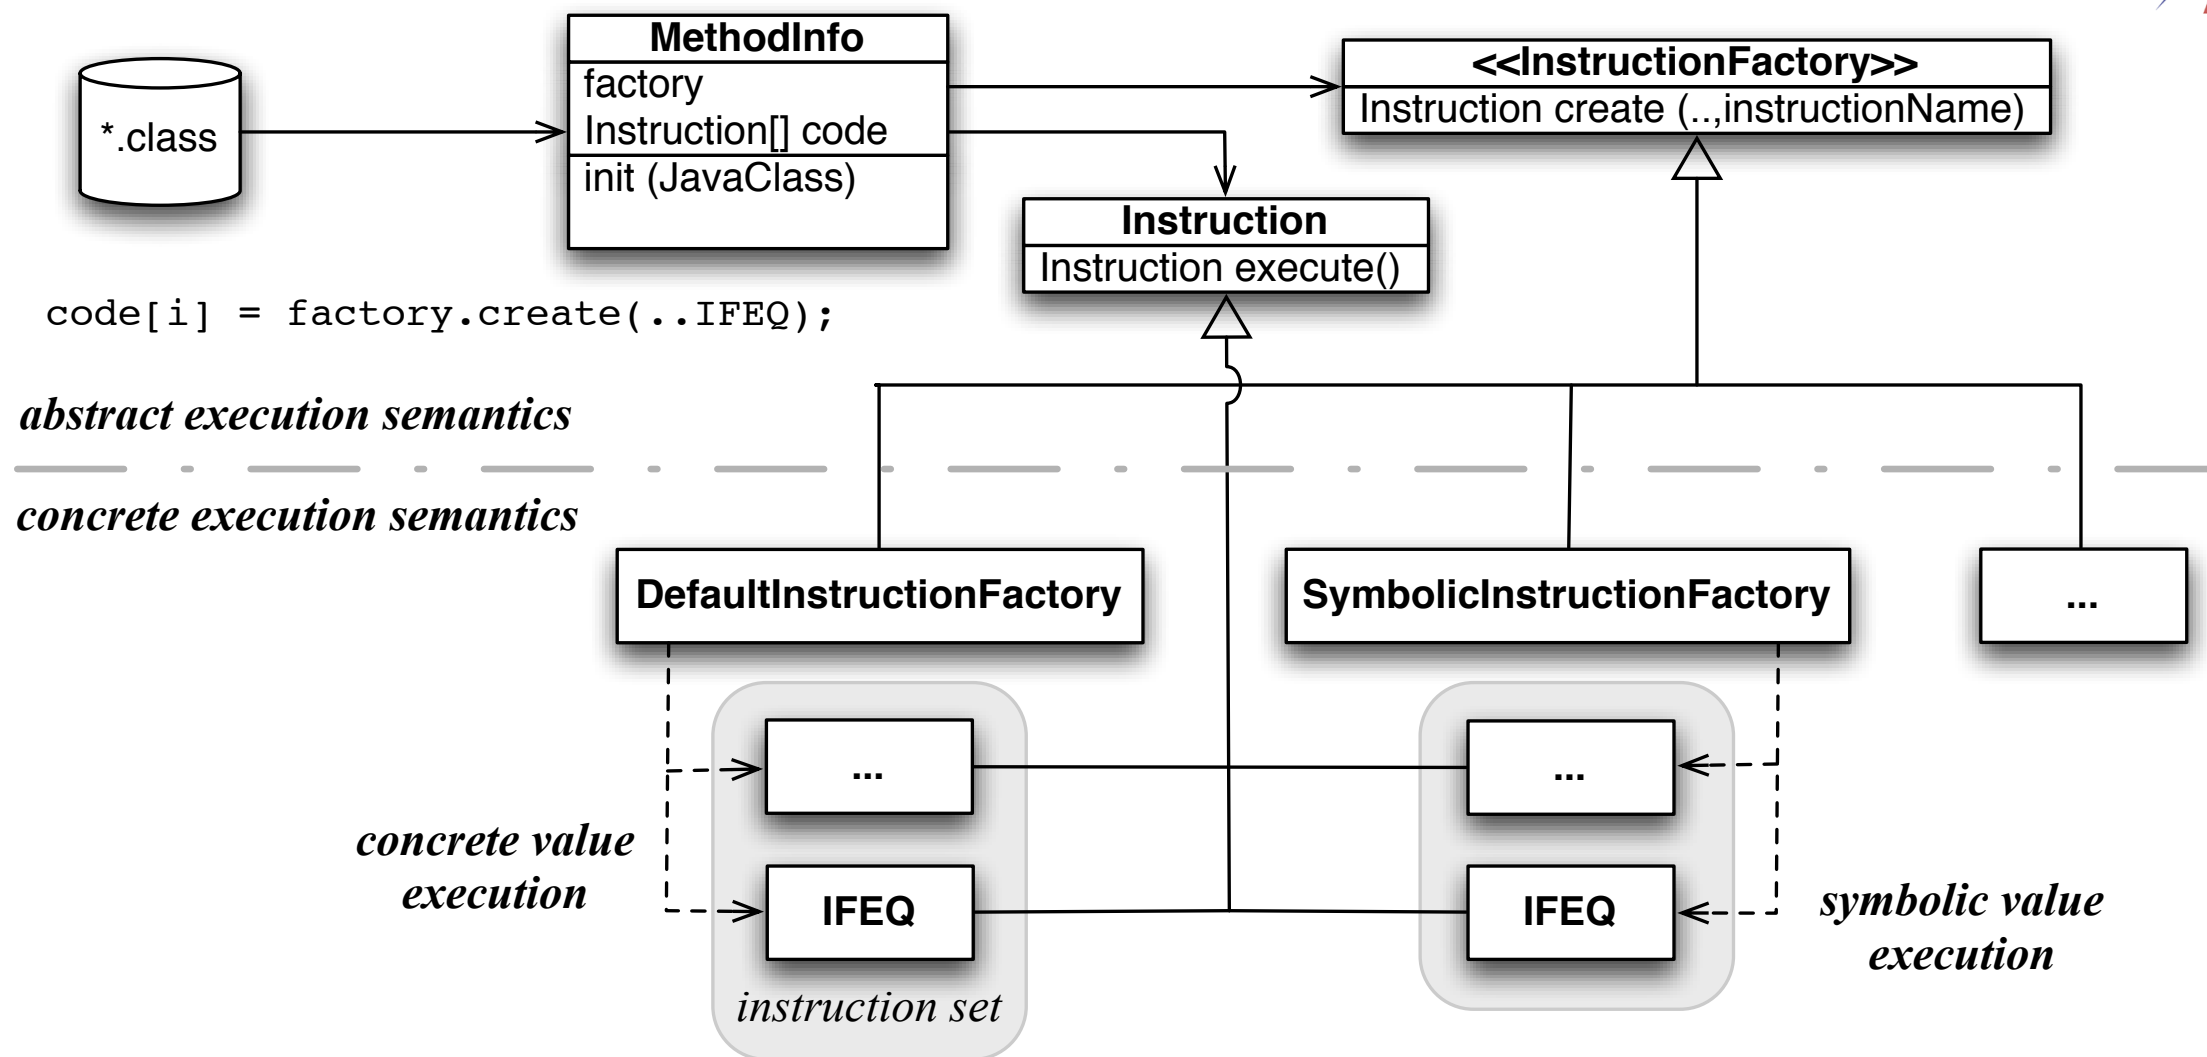 MethodInfo
factory
Instruction[] code
init (JavaClass)
<<InstructionFactory>>
Instruction create (..,instructionName)
*.class
Instruction
Instruction execute()
code[i] = factory.create(..IFEQ);
abstract execution semantics
concrete execution semantics
DefaultInstructionFactory
SymbolicInstructionFactory
...
...
...
concrete value
execution
IFEQ
IFEQ
symbolic value
execution
instruction set